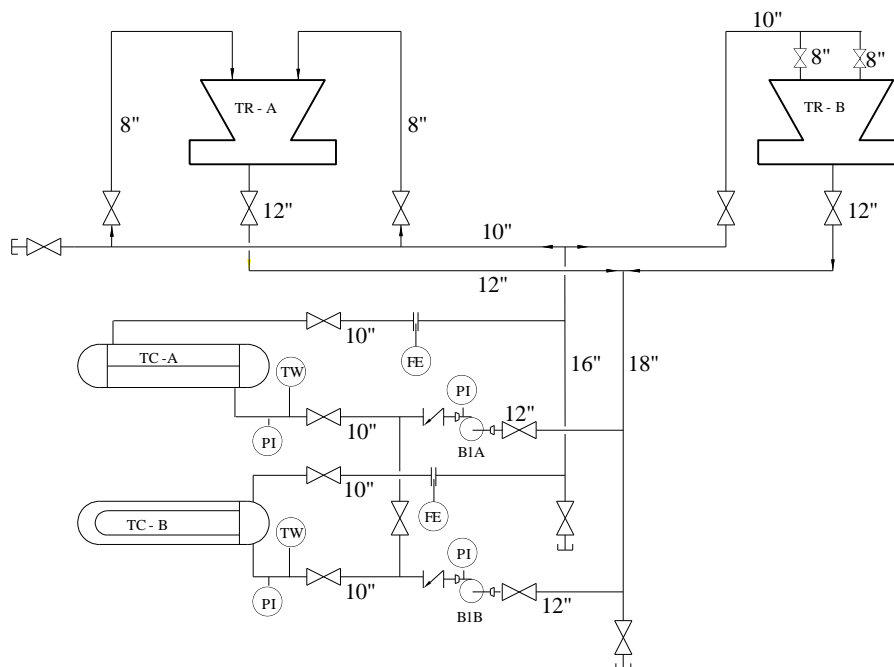 10"
8"
8"
TR - A
TR - B
8"
8"
12"
12"
10"
12"
10"
TC -A
FE
16"
18"
TW
PI
PI
12"
10"
B1A
10"
TC - B
FE
TW
PI
PI
10"
12"
B1B